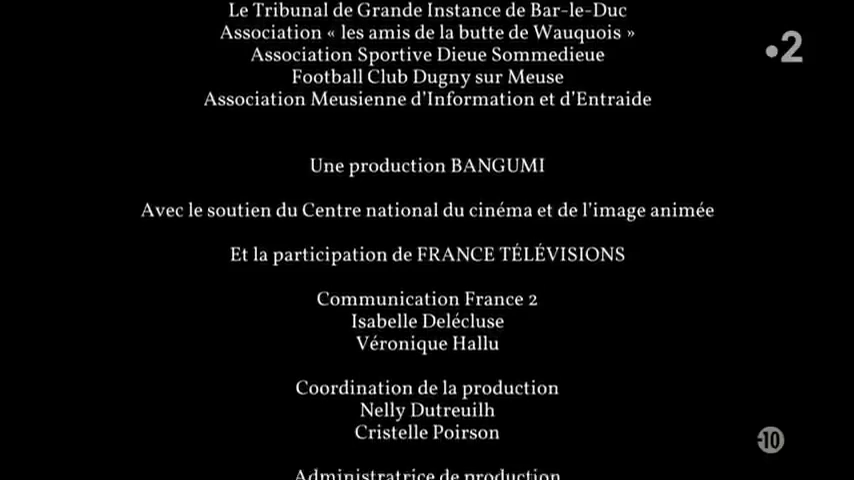 Le Tribunal de Grande Instance de Bar-le-Duc
Association « les amis de la butte de Wauquois »
Association Sportive Dieue Sommedieue
Football Club Dugny sur Meuse
Association Meusienne d'Information et d'Entraide
Une production BANGUMI
Avec le soutien du Centre national du cinéma et de l'image animée
Et la participation de FRANCE TÉLÉVISIONS
Communication France 2
Isabelle Delécluse
Véronique Hallu
Coordination de la production
Nelly Dutreuilh
Cristelle Poirson
Administratrice de production
•2
-10